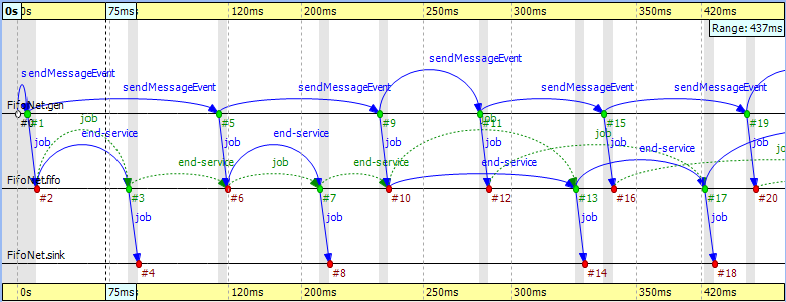 0s 0s 75ms 120ms 200ms 250ms 300ms 350ms 420ms
Range: 437ms
sendMessageEvent sendMessageEvent sendMessageEvent sendMessageEvent sendMessageEvent
FifoNet.gen
#0 #1 #5 #9 #11 #15 #19
job job job
job end-service job job end-service job job end-service job
end-service job end-service end-service job
FifoNet.fifo
#2 #3 #6 #7 #10 #12 #13 #16 #17 #20
job job job job
FifoNet.sink
#4 #8 #14 #18
0s 75ms 120ms 200ms 250ms 300ms 350ms 420ms